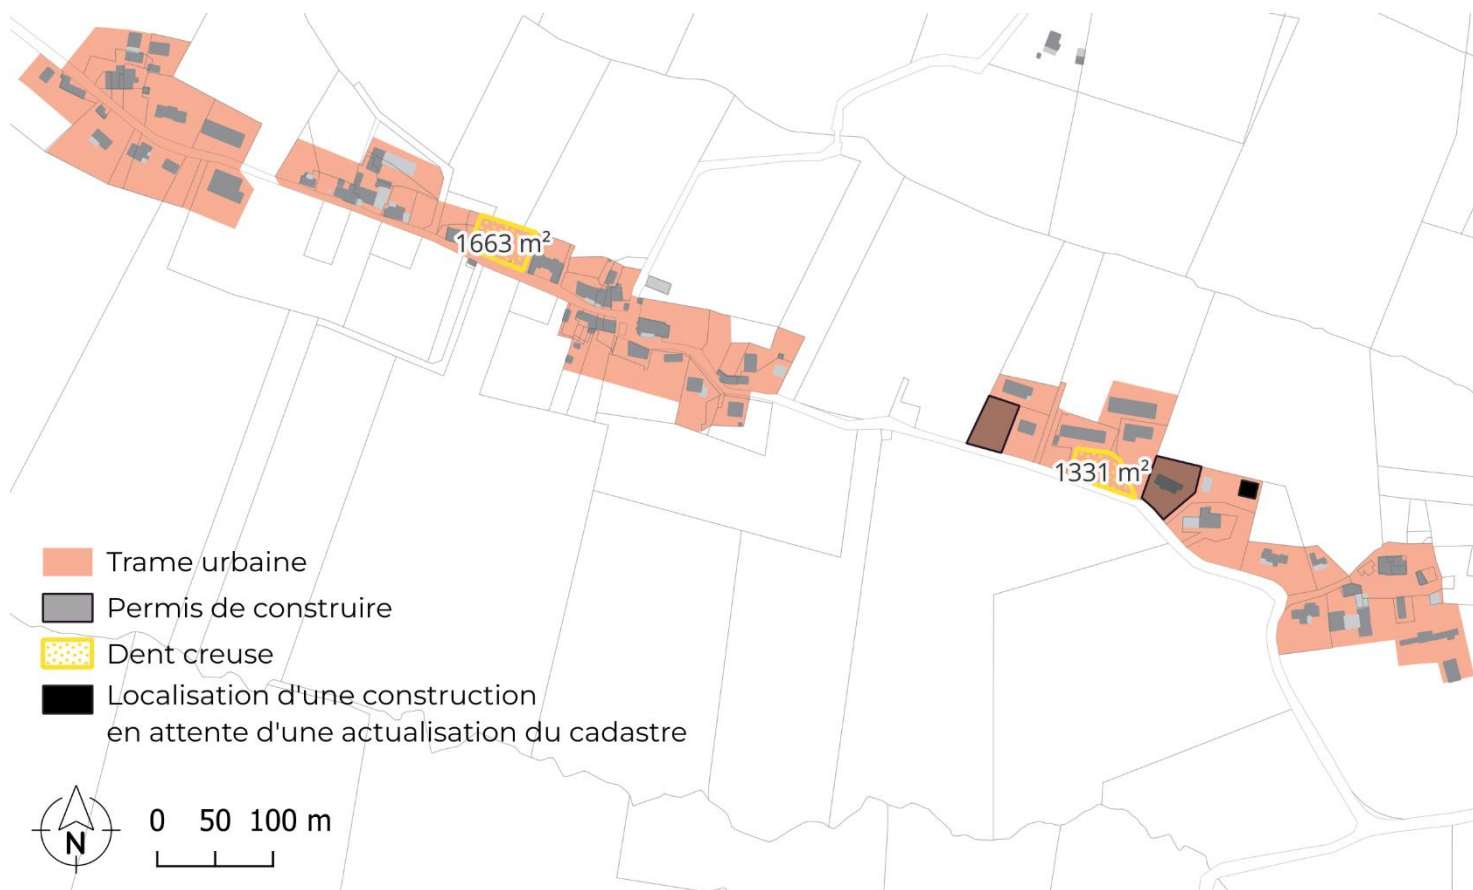 1663 m²
1331 m²
Trame urbaine
Permis de construire
Dent creuse
Localisation d'une construction
en attente d'une actualisation du cadastre
N
0 50 100 m